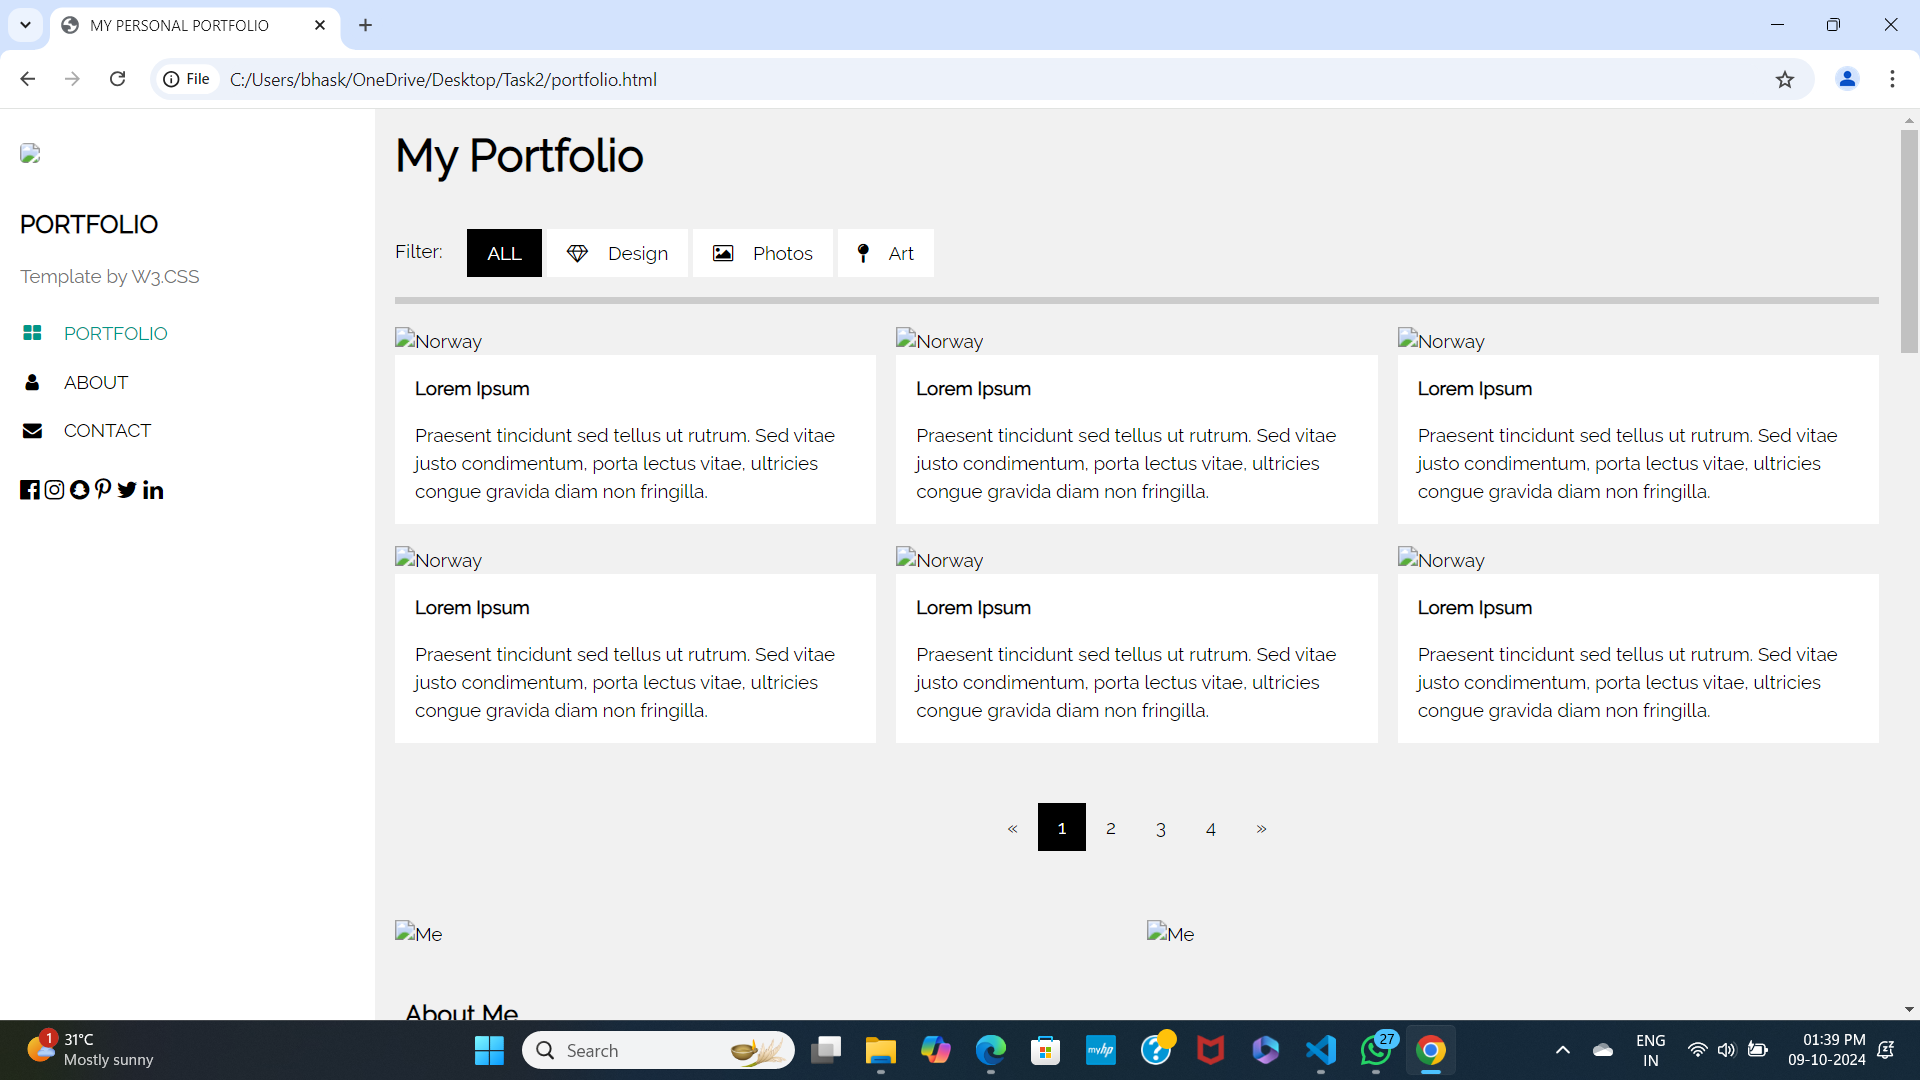 MY PERSONAL PORTFOLIO
File
C:/Users/bhask/OneDrive/Desktop/Task2/portfolio.html
PORTFOLIO
Template by W3.CSS
PORTFOLIO
ABOUT
CONTACT
My Portfolio
Filter: ALL Design Photos Art
Norway
Lorem Ipsum
Praesent tincidunt sed tellus ut rutrum. Sed vitae
justo condimentum, porta lectus vitae, ultricies
congue gravida diam non fringilla.
Norway
Lorem Ipsum
Praesent tincidunt sed tellus ut rutrum. Sed vitae
justo condimentum, porta lectus vitae, ultricies
congue gravida diam non fringilla.
Norway
Lorem Ipsum
Praesent tincidunt sed tellus ut rutrum. Sed vitae
justo condimentum, porta lectus vitae, ultricies
congue gravida diam non fringilla.
Norway
Lorem Ipsum
Praesent tincidunt sed tellus ut rutrum. Sed vitae
justo condimentum, porta lectus vitae, ultricies
congue gravida diam non fringilla.
Norway
Lorem Ipsum
Praesent tincidunt sed tellus ut rutrum. Sed vitae
justo condimentum, porta lectus vitae, ultricies
congue gravida diam non fringilla.
Norway
Lorem Ipsum
Praesent tincidunt sed tellus ut rutrum. Sed vitae
justo condimentum, porta lectus vitae, ultricies
congue gravida diam non fringilla.
« 1 2 3 4 »
Me
Me
About Me
1
31°C
Mostly sunny
Search
myhp
27
ENG
IN
01:39 PM
09-10-2024